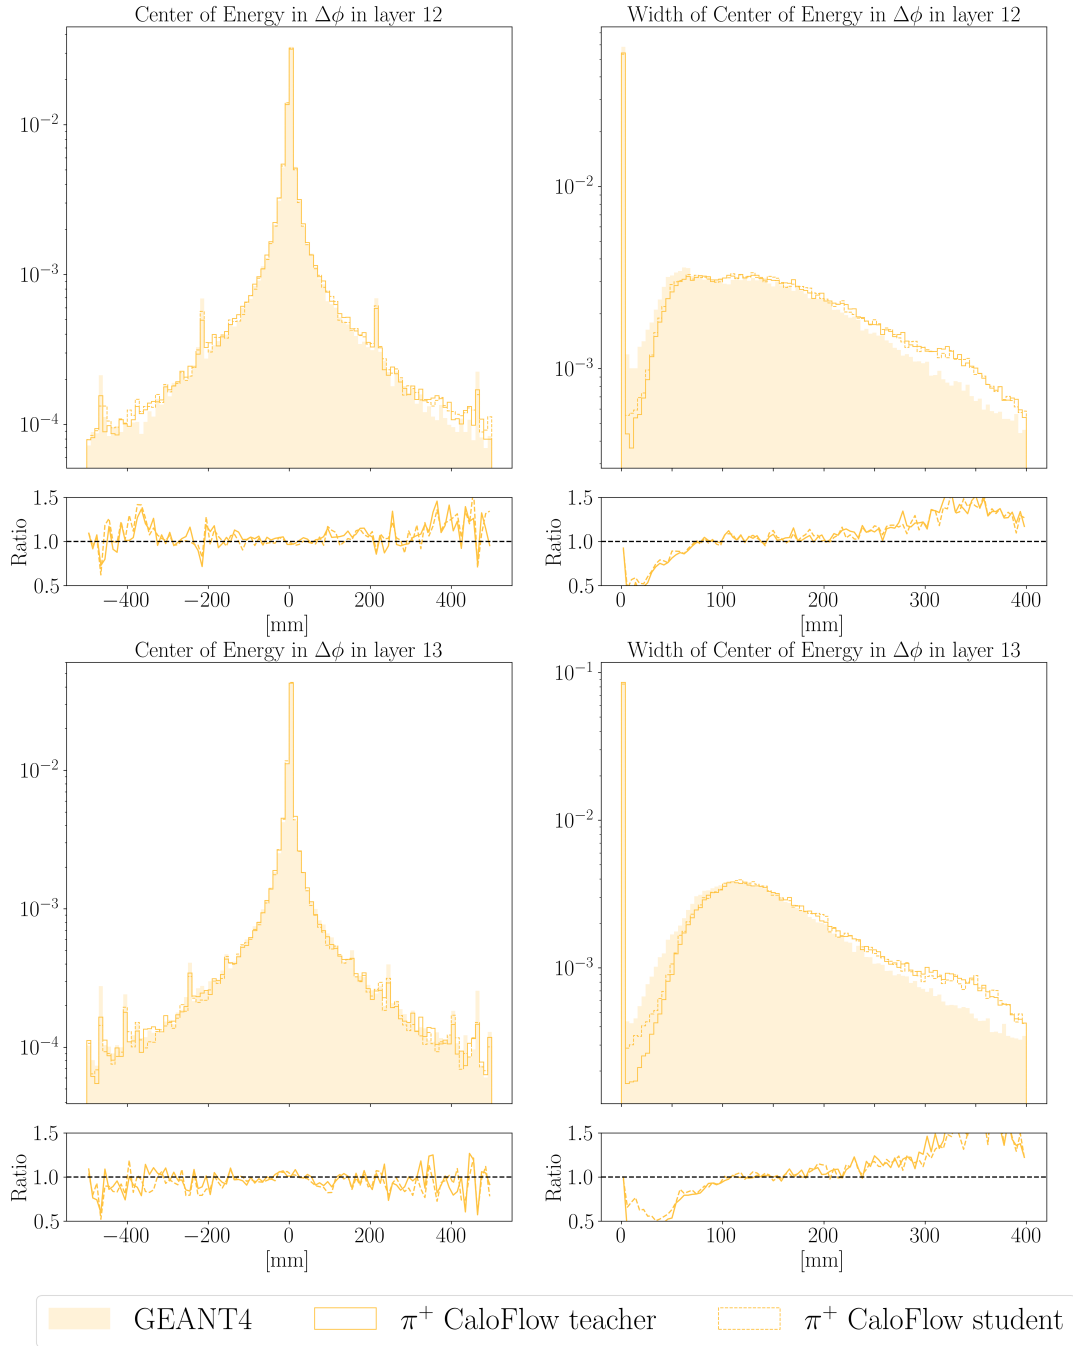 Center of Energy in Δϕ in layer 12
10⁻²
10⁻³
10⁻⁴
1.5
1.0
0.5
Ratio
−400 −200 0 200 400
[mm]
Width of Center of Energy in Δϕ in layer 12
10⁻²
10⁻³
1.5
1.0
0.5
Ratio
0 100 200 300 400
[mm]
Center of Energy in Δϕ in layer 13
10⁻²
10⁻³
10⁻⁴
1.5
1.0
0.5
Ratio
−400 −200 0 200 400
[mm]
Width of Center of Energy in Δϕ in layer 13
10⁻¹
10⁻²
10⁻³
1.5
1.0
0.5
Ratio
0 100 200 300 400
[mm]
GEANT4 π⁺ CaloFlow teacher π⁺ CaloFlow student